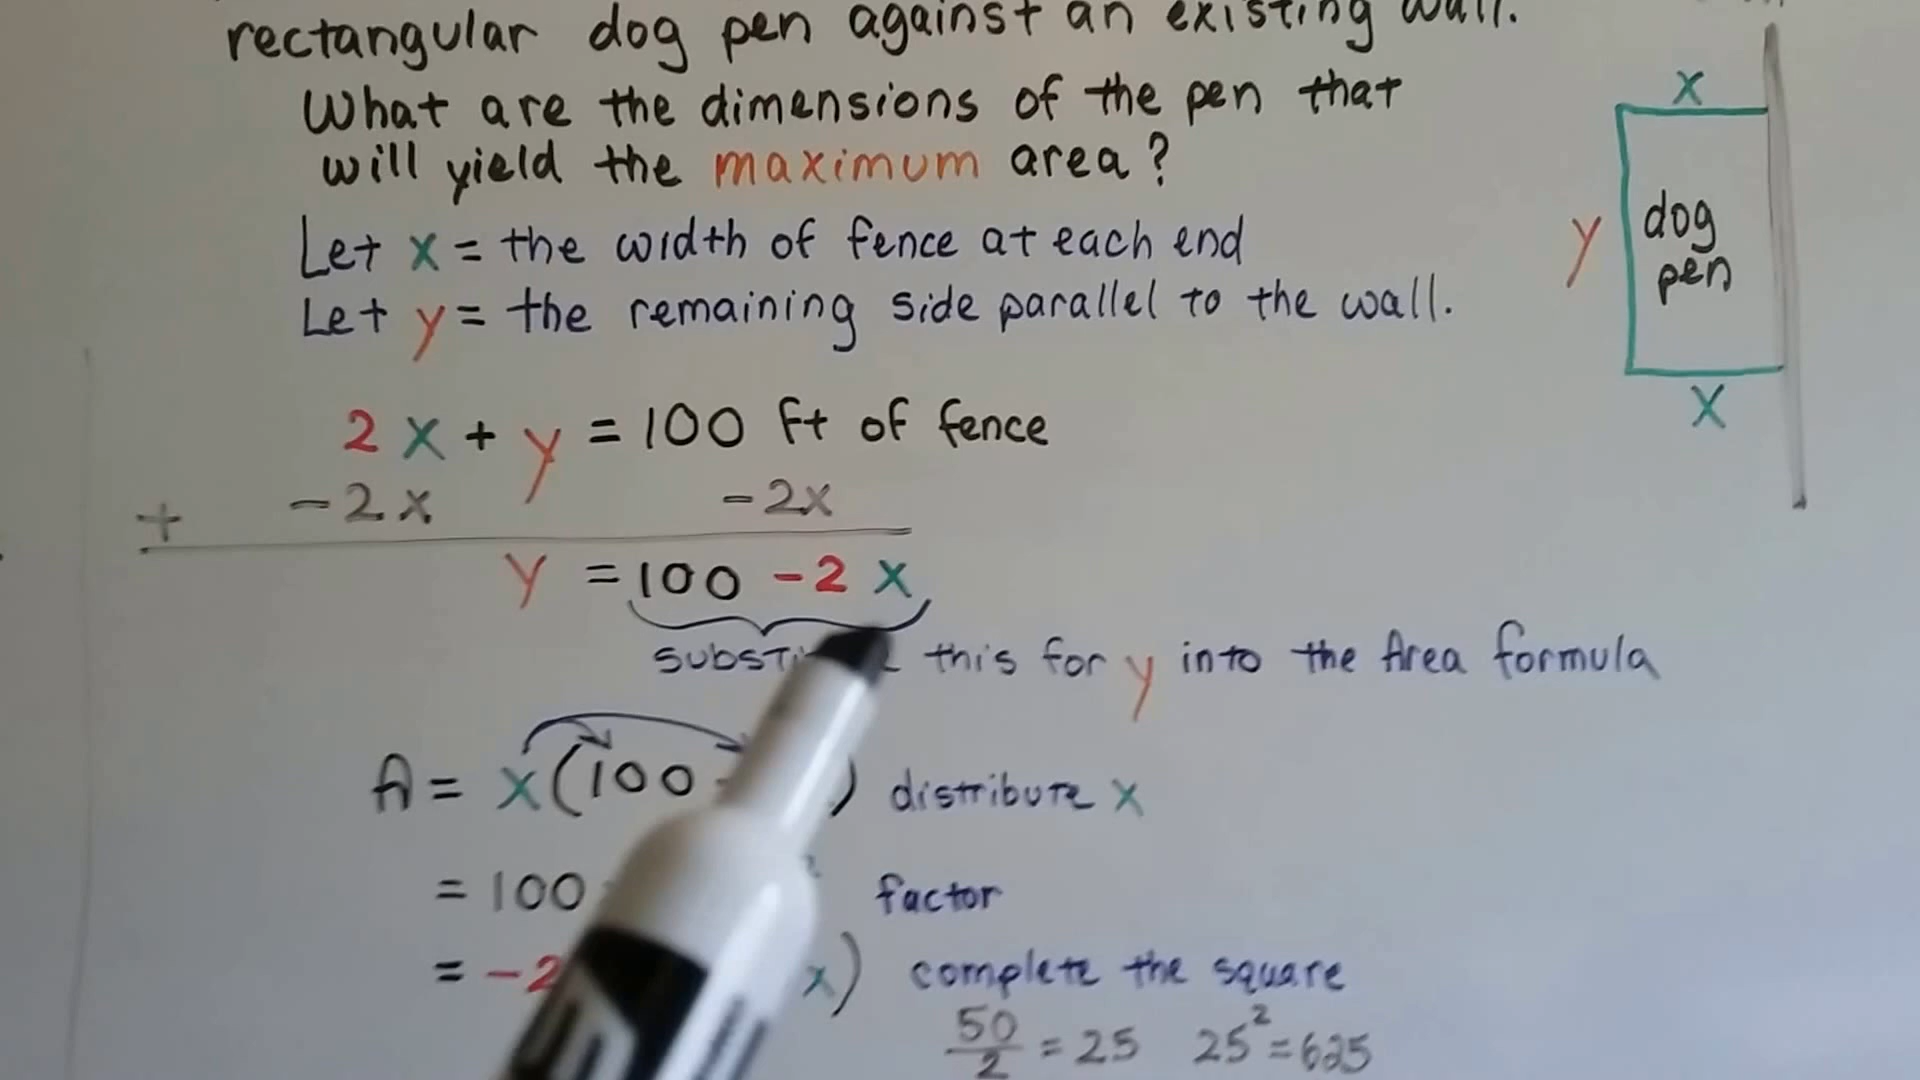 rectangular dog pen against an existing wall.
What are the dimensions of the pen that
will yield the maximum area?
Let x = the width of fence at each end
Let y = the remaining side parallel to the wall.
x
y
dog
pen
x
2x + y = 100 ft of fence
+ -2x -2x
y = 100 - 2x
this for y into the Area formula
A = x(100 ) distribute x
= 100 factor
= -2 x) complete the square
50/2 = 25 25² = 625